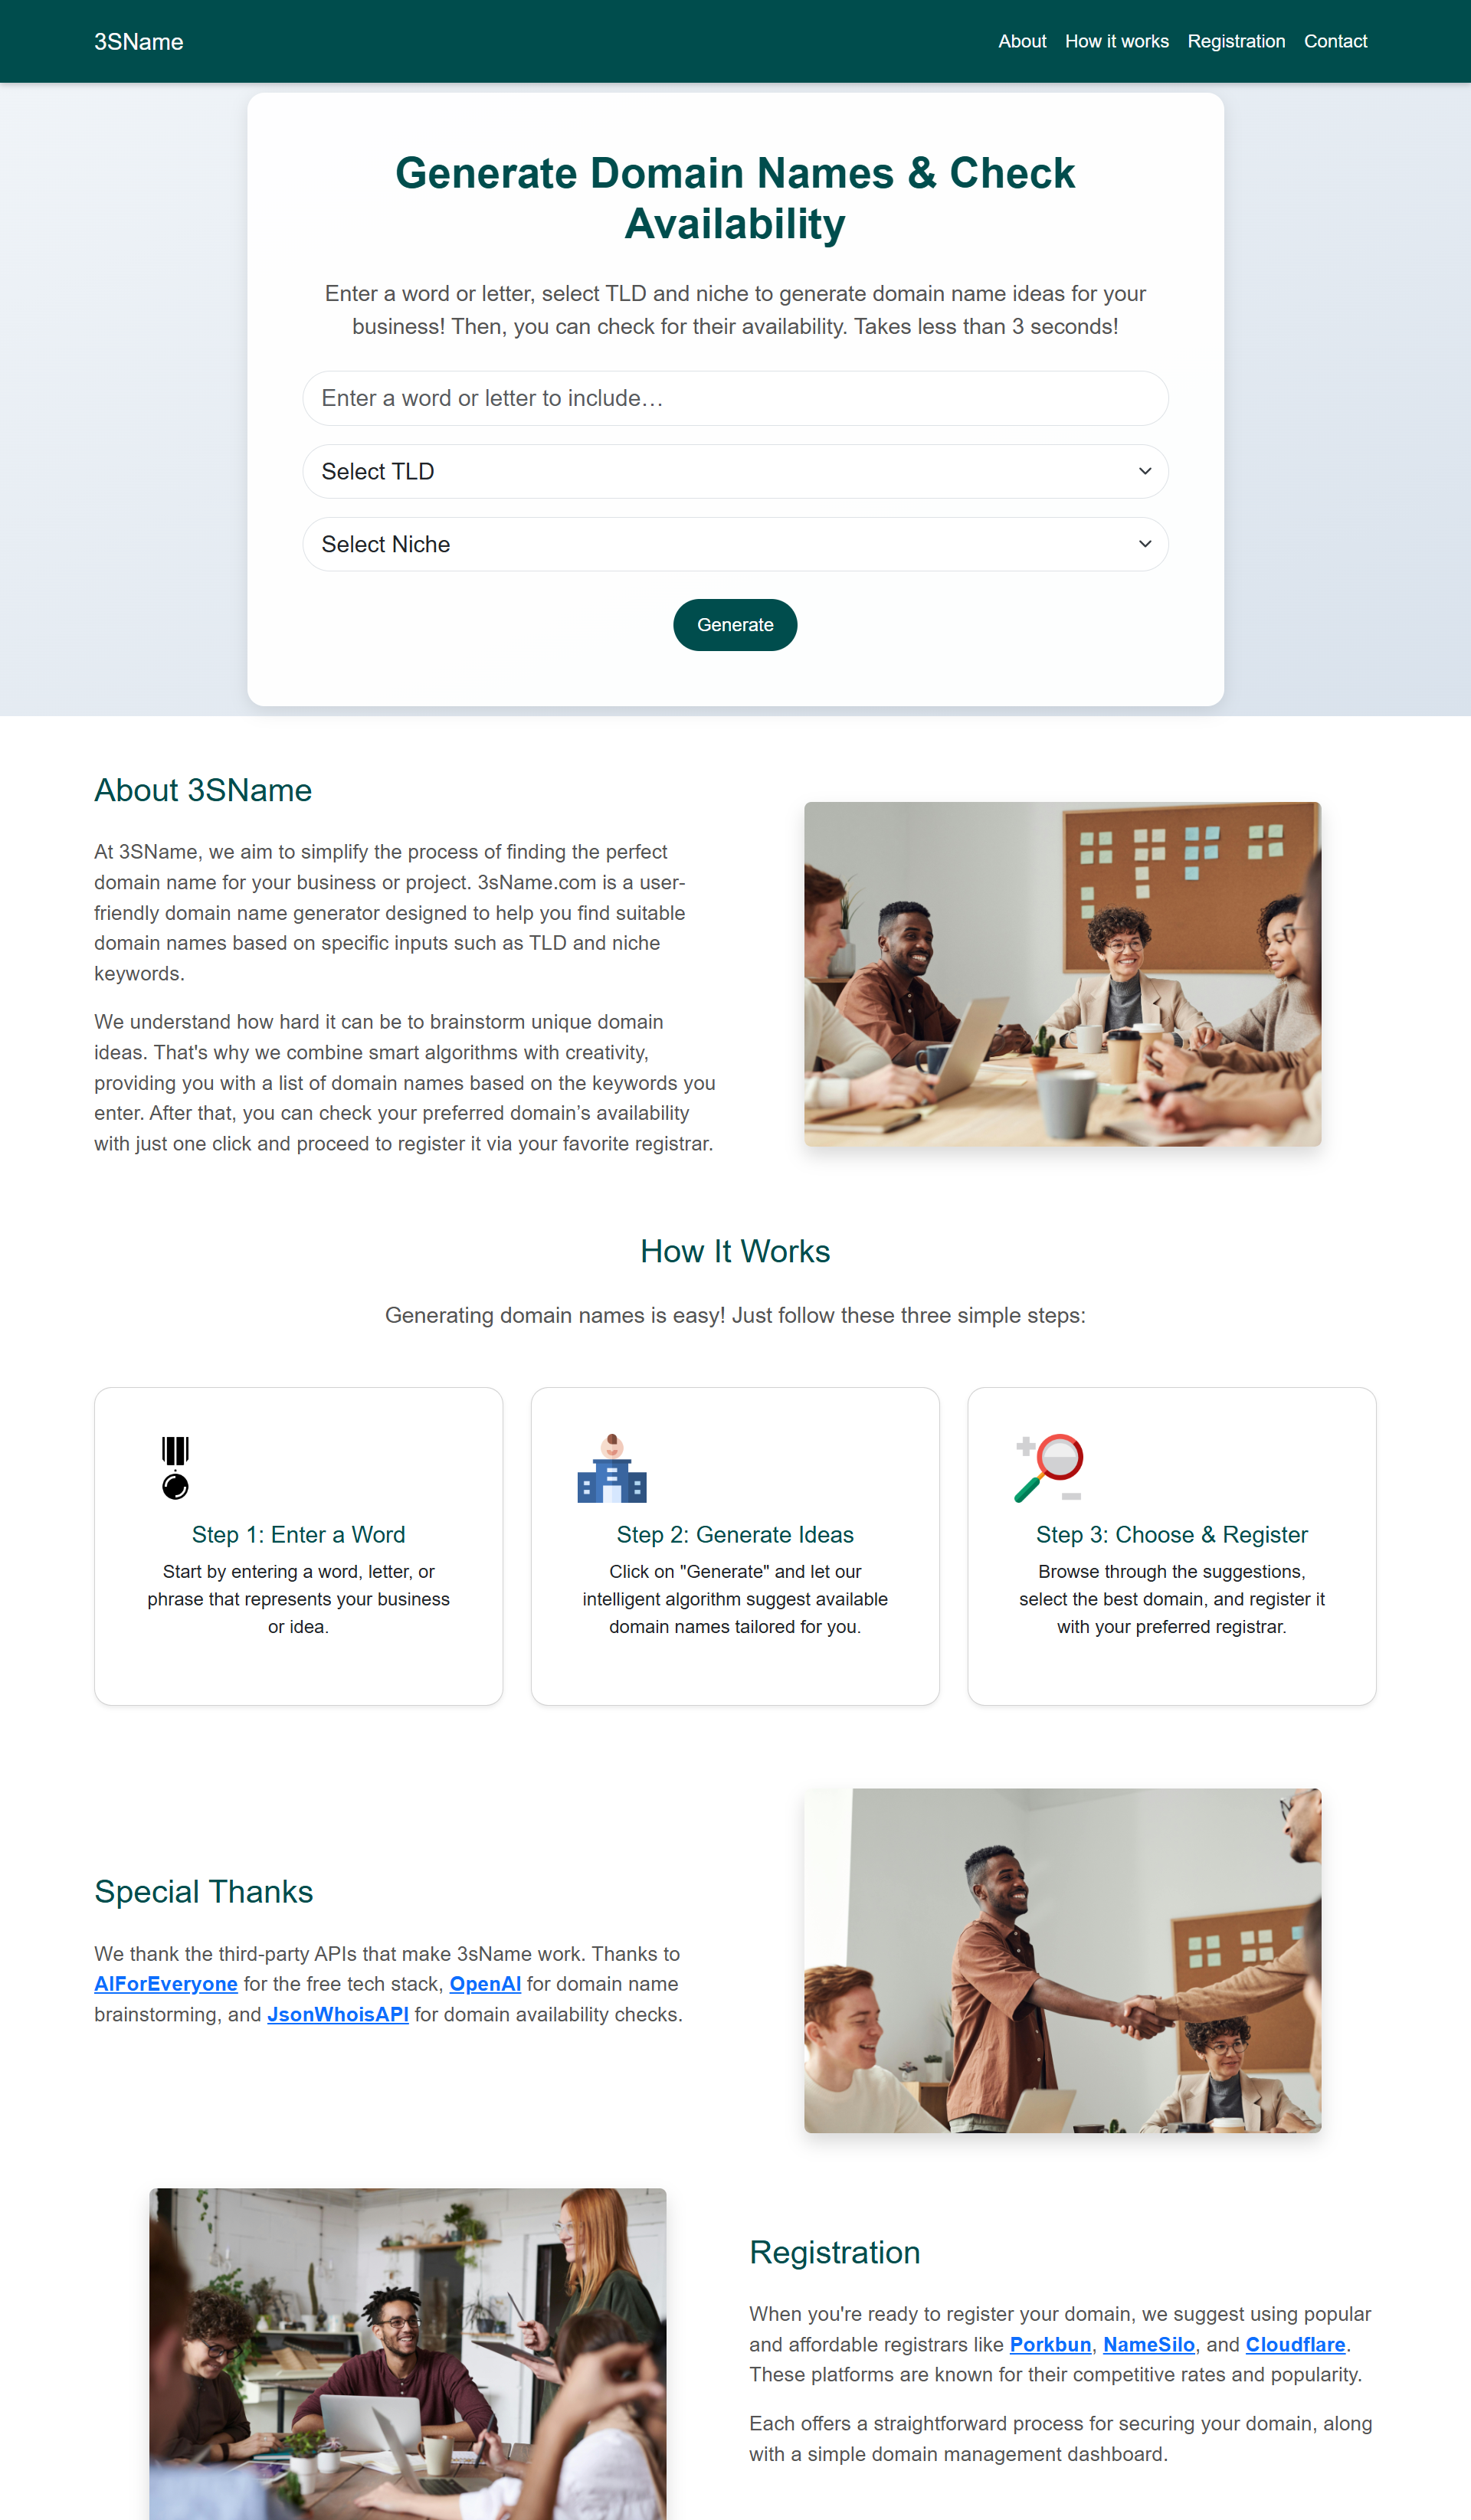 3SName
About How it works Registration Contact
Generate Domain Names & Check
Availability
Enter a word or letter, select TLD and niche to generate domain name ideas for your
business! Then, you can check for their availability. Takes less than 3 seconds!
Enter a word or letter to include…
Select TLD
Select Niche
Generate
About 3SName
At 3SName, we aim to simplify the process of finding the perfect
domain name for your business or project. 3sName.com is a user-
friendly domain name generator designed to help you find suitable
domain names based on specific inputs such as TLD and niche
keywords.
We understand how hard it can be to brainstorm unique domain
ideas. That's why we combine smart algorithms with creativity,
providing you with a list of domain names based on the keywords you
enter. After that, you can check your preferred domain’s availability
with just one click and proceed to register it via your favorite registrar.
How It Works
Generating domain names is easy! Just follow these three simple steps:
Step 1: Enter a Word
Start by entering a word, letter, or
phrase that represents your business
or idea.
Step 2: Generate Ideas
Click on "Generate" and let our
intelligent algorithm suggest available
domain names tailored for you.
Step 3: Choose & Register
Browse through the suggestions,
select the best domain, and register it
with your preferred registrar.
Special Thanks
We thank the third-party APIs that make 3sName work. Thanks to
AIForEveryone for the free tech stack, OpenAI for domain name
brainstorming, and JsonWhoisAPI for domain availability checks.
Registration
When you're ready to register your domain, we suggest using popular
and affordable registrars like Porkbun, NameSilo, and Cloudflare.
These platforms are known for their competitive rates and popularity.
Each offers a straightforward process for securing your domain, along
with a simple domain management dashboard.